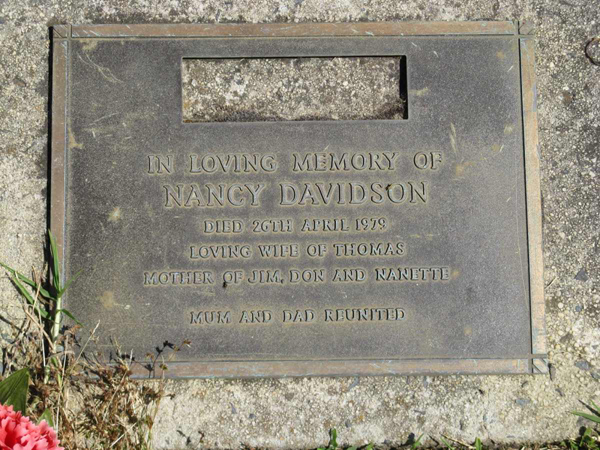 IN LOVING MEMORY OF
NANCY DAVIDSON
DIED 26TH APRIL 1979
LOVING WIFE OF THOMAS
MOTHER OF JIM, DON AND NANETTE
MUM AND DAD REUNITED